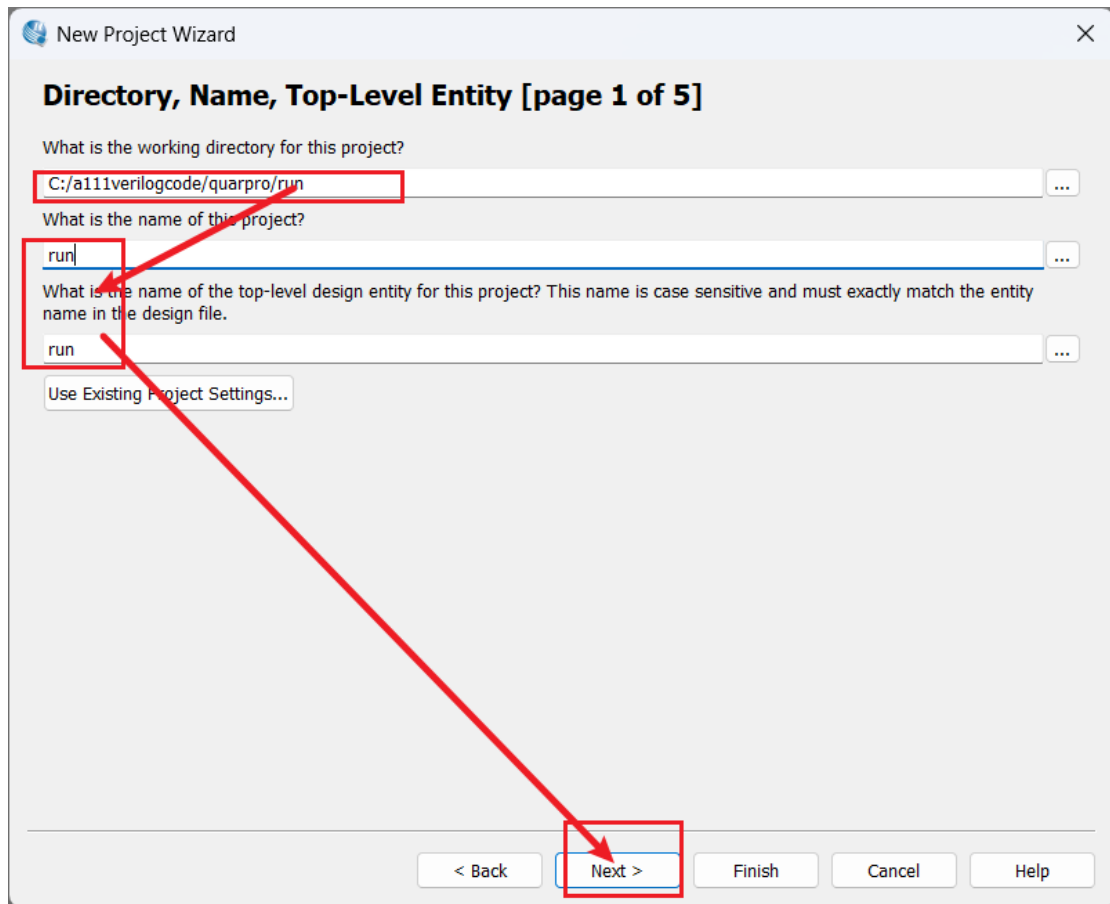 New Project Wizard
Directory, Name, Top-Level Entity [page 1 of 5]
What is the working directory for this project?
C:/a111verilogcode/quarpro/run
...
What is the name of this project?
run
...
What is the name of the top-level design entity for this project? This name is case sensitive and must exactly match the entity
name in the design file.
run
...
Use Existing Project Settings...
< Back
Next >
Finish
Cancel
Help